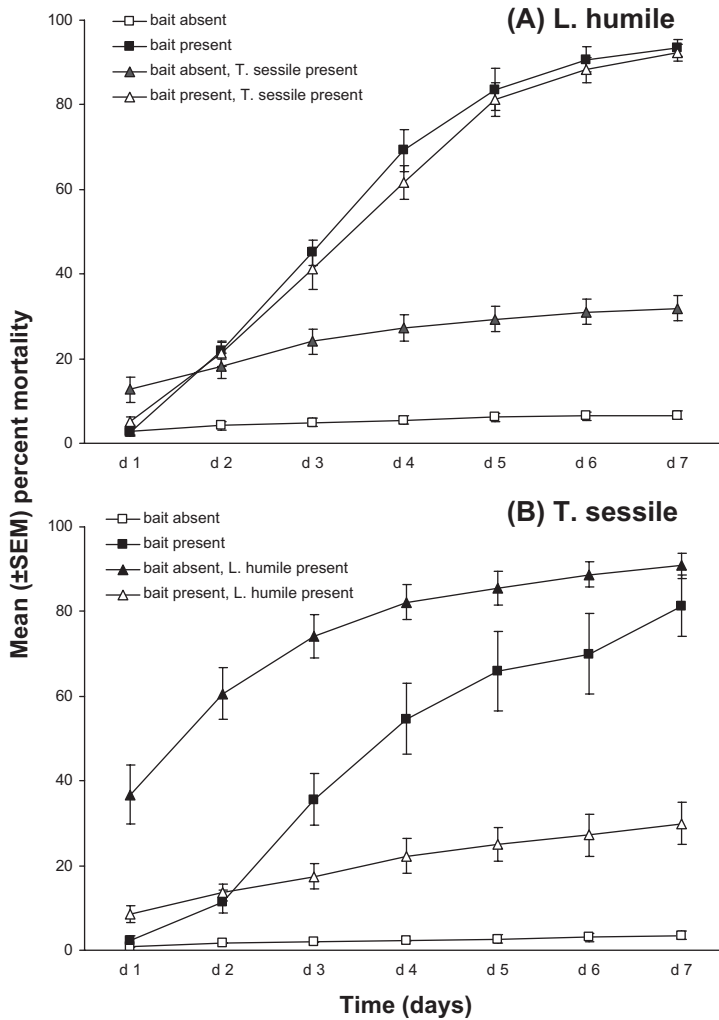 (A) L. humile
bait absent
bait present
bait absent, T. sessile present
bait present, T. sessile present
100
80
60
40
20
0
d 1 d 2 d 3 d 4 d 5 d 6 d 7
(B) T. sessile
bait absent
bait present
bait absent, L. humile present
bait present, L. humile present
100
80
60
40
20
0
d 1 d 2 d 3 d 4 d 5 d 6 d 7
Mean (±SEM) percent mortality
Time (days)